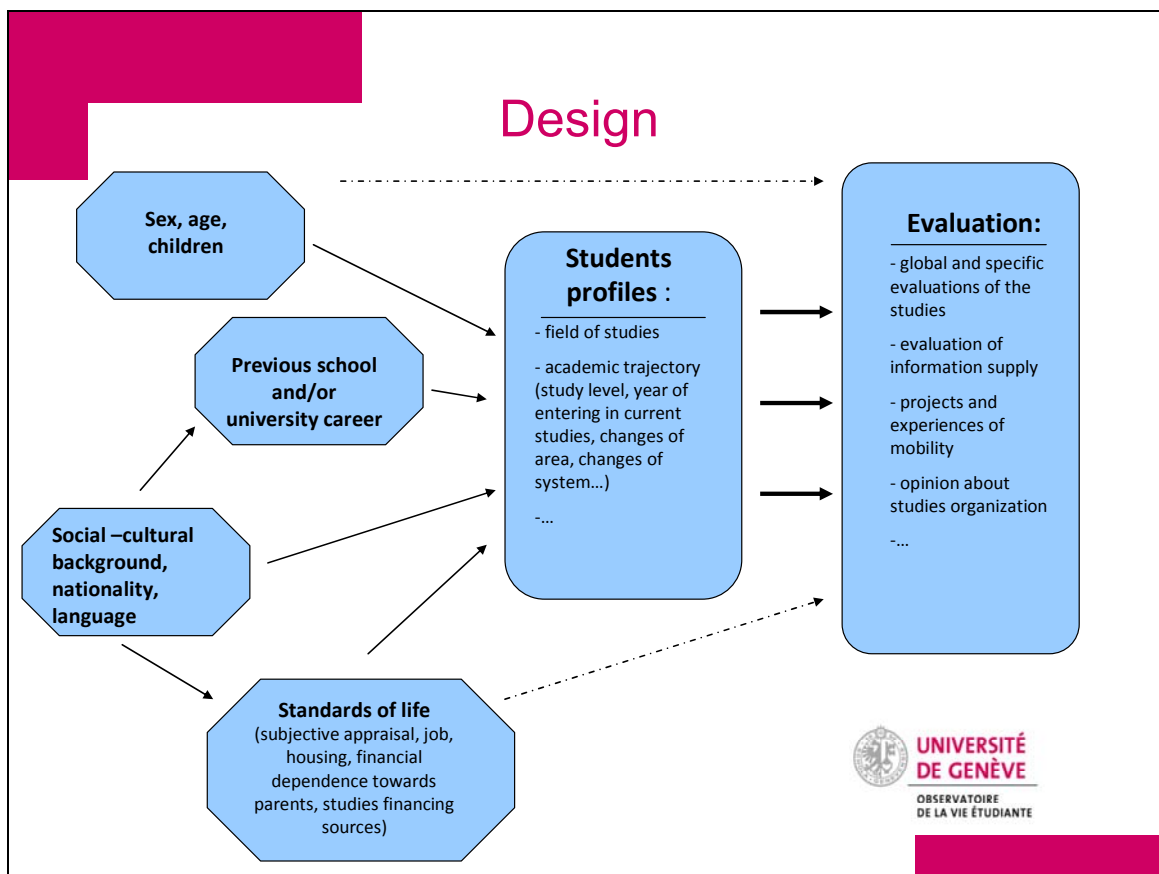 Design
Sex, age,
children
Previous school
and/or
university career
Social –cultural
background,
nationality,
language
Standards of life
(subjective appraisal, job,
housing, financial
dependence towards
parents, studies financing
sources)
Students
profiles :
- field of studies
- academic trajectory
(study level, year of
entering in current
studies, changes of
area, changes of
system…)
-…
Evaluation:
- global and specific
evaluations of the
studies
- evaluation of
information supply
- projects and
experiences of
mobility
- opinion about
studies organization
-…
UNIVERSITÉ
DE GENÈVE
OBSERVATOIRE
DE LA VIE ÉTUDIANTE